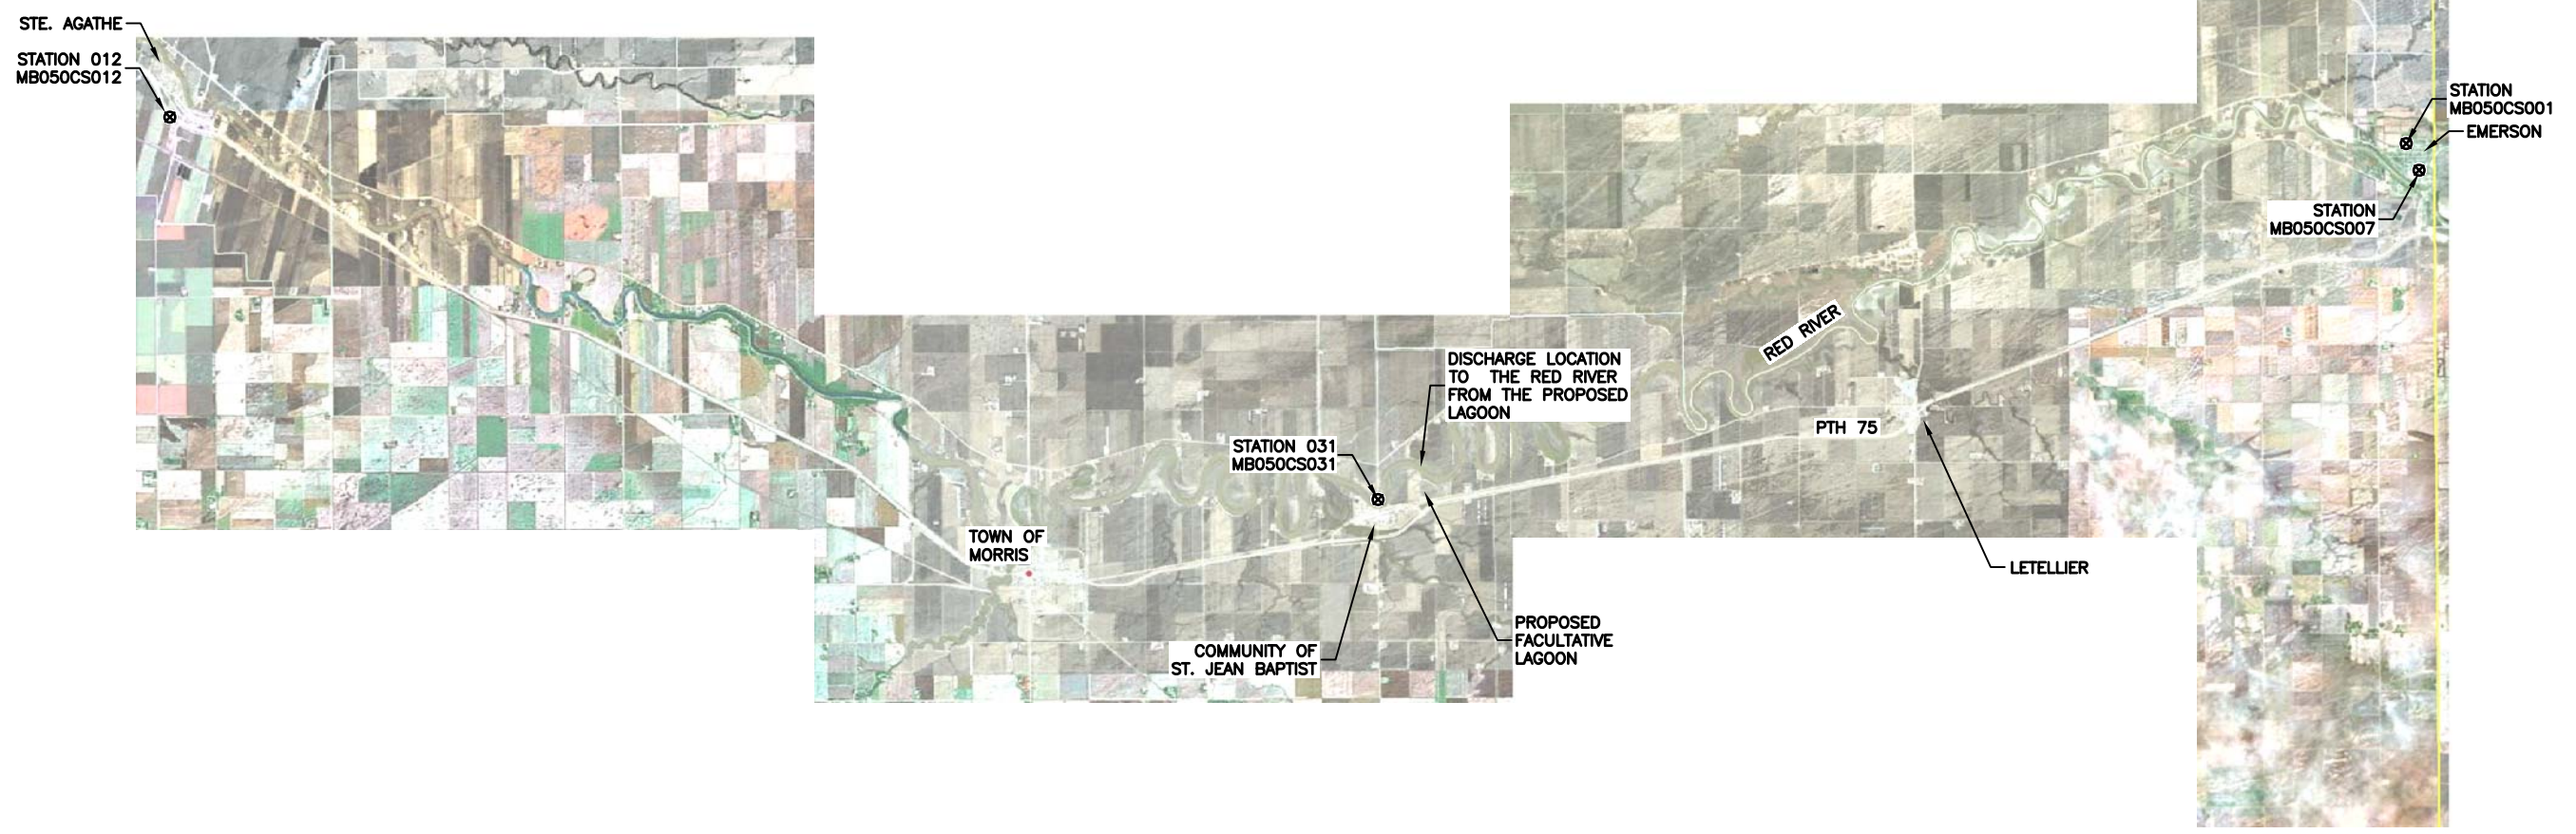 STE. AGATHE
STATION 012
MB050CS012
STATION
MB050CS001
EMERSON
STATION
MB050CS007
RED RIVER
DISCHARGE LOCATION
TO THE RED RIVER
FROM THE PROPOSED
LAGOON
PTH 75
STATION 031
MB050CS031
TOWN OF
MORRIS
LETELLIER
PROPOSED
FACULTATIVE
LAGOON
COMMUNITY OF
ST. JEAN BAPTIST